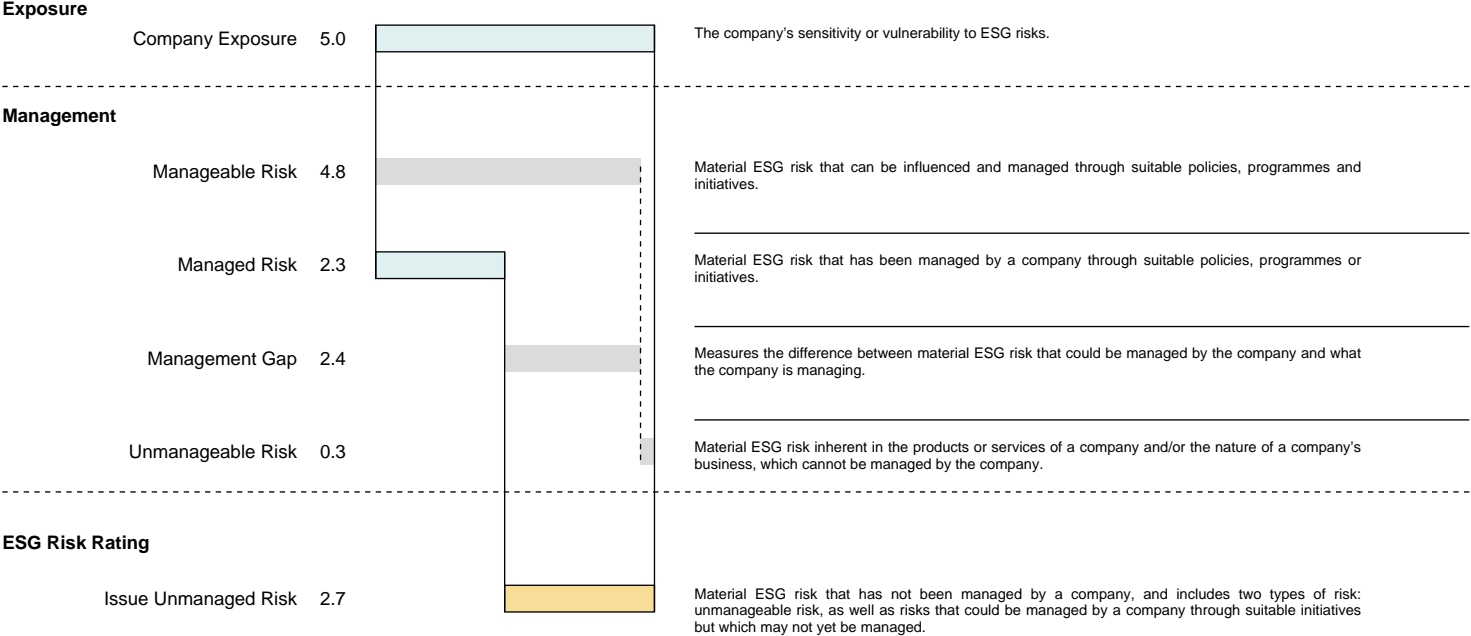 Exposure
Company Exposure 5.0
The company’s sensitivity or vulnerability to ESG risks.
Management
Manageable Risk 4.8
Material ESG risk that can be influenced and managed through suitable policies, programmes and
initiatives.
Managed Risk 2.3
Material ESG risk that has been managed by a company through suitable policies, programmes or
initiatives.
Management Gap 2.4
Measures the difference between material ESG risk that could be managed by the company and what
the company is managing.
Unmanageable Risk 0.3
Material ESG risk inherent in the products or services of a company and/or the nature of a company’s
business, which cannot be managed by the company.
ESG Risk Rating
Issue Unmanaged Risk 2.7
Material ESG risk that has not been managed by a company, and includes two types of risk:
unmanageable risk, as well as risks that could be managed by a company through suitable initiatives
but which may not yet be managed.